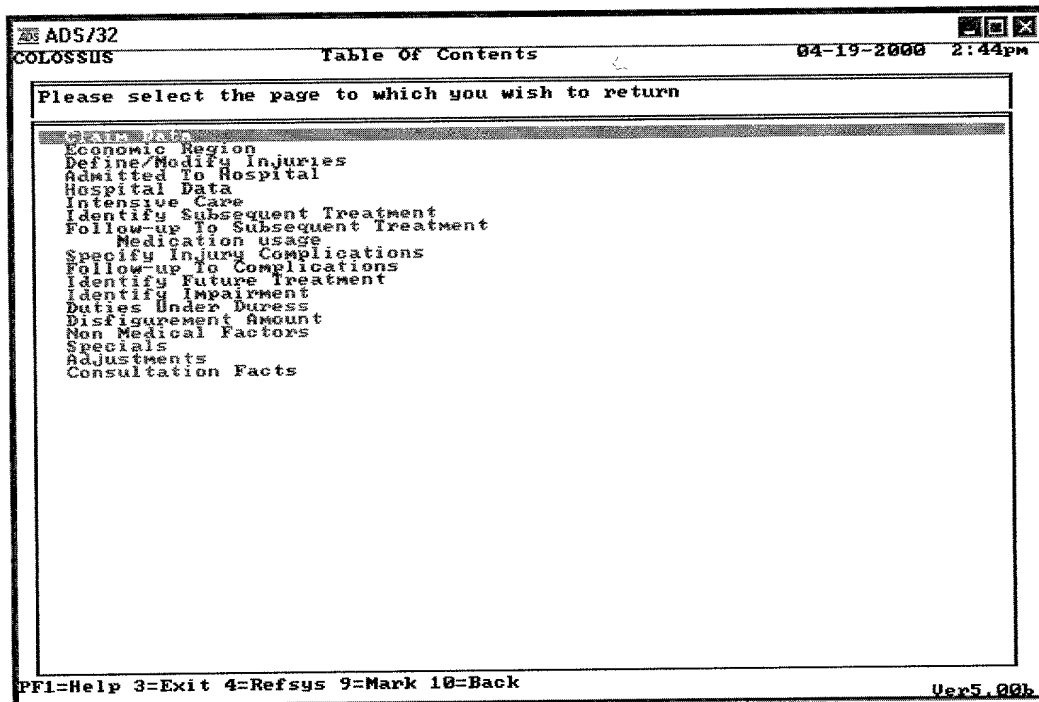 ADS ADS/32
COLOSSUS Table Of Contents 04-19-2000 2:44pm
Please select the page to which you wish to return
Claim Data
Economic Region
Define/Modify Injuries
Admitted To Hospital
Hospital Data
Intensive Care
Identify Subsequent Treatment
Follow-up To Subsequent Treatment
Medication usage
Specify Injury Complications
Follow-up To Complications
Identify Future Treatment
Identify Impairment
Duties Under Duress
Disfigurement Amount
Non Medical Factors
Specials
Adjustments
Consultation Facts
PF1=Help 3=Exit 4=Refsys 9=Mark 10=Back
Ver5.00b